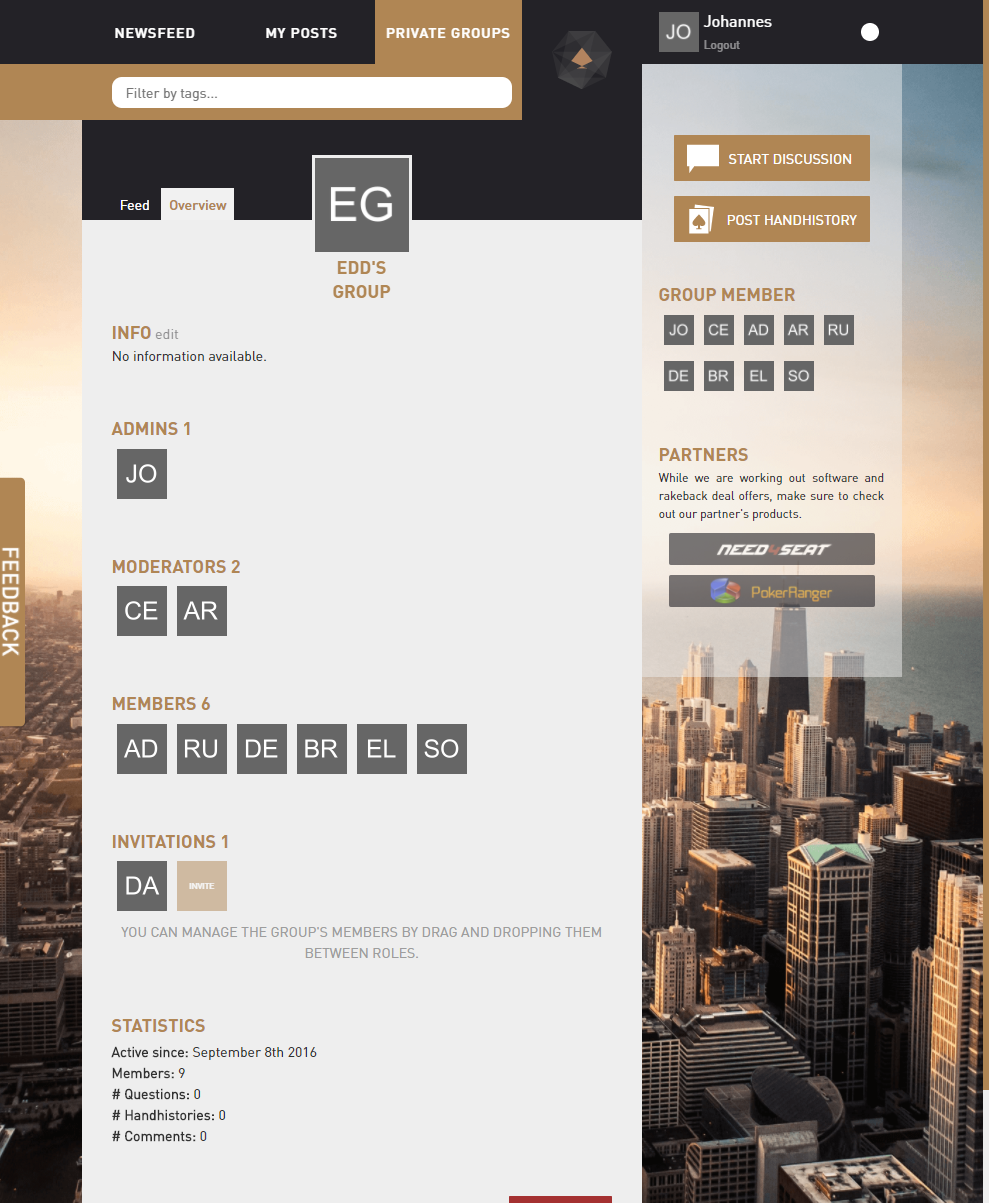 NEWSFEED
MY POSTS
PRIVATE GROUPS
JO
Johannes
Logout
Filter by tags...
Feed
Overview
EG
EDD'S
GROUP
INFO edit
No information available.
ADMINS 1
JO
MODERATORS 2
CE AR
MEMBERS 6
AD RU DE BR EL SO
INVITATIONS 1
DA INVITE
YOU CAN MANAGE THE GROUP'S MEMBERS BY DRAG AND DROPPING THEM
BETWEEN ROLES.
STATISTICS
Active since: September 8th 2016
Members: 9
# Questions: 0
# Handhistories: 0
# Comments: 0
START DISCUSSION
POST HANDHISTORY
GROUP MEMBER
JO CE AD AR RU
DE BR EL SO
PARTNERS
While we are working out software and
rakeback deal offers, make sure to check
out our partner's products.
NEED4SEAT
PokerRanger
FEEDBACK